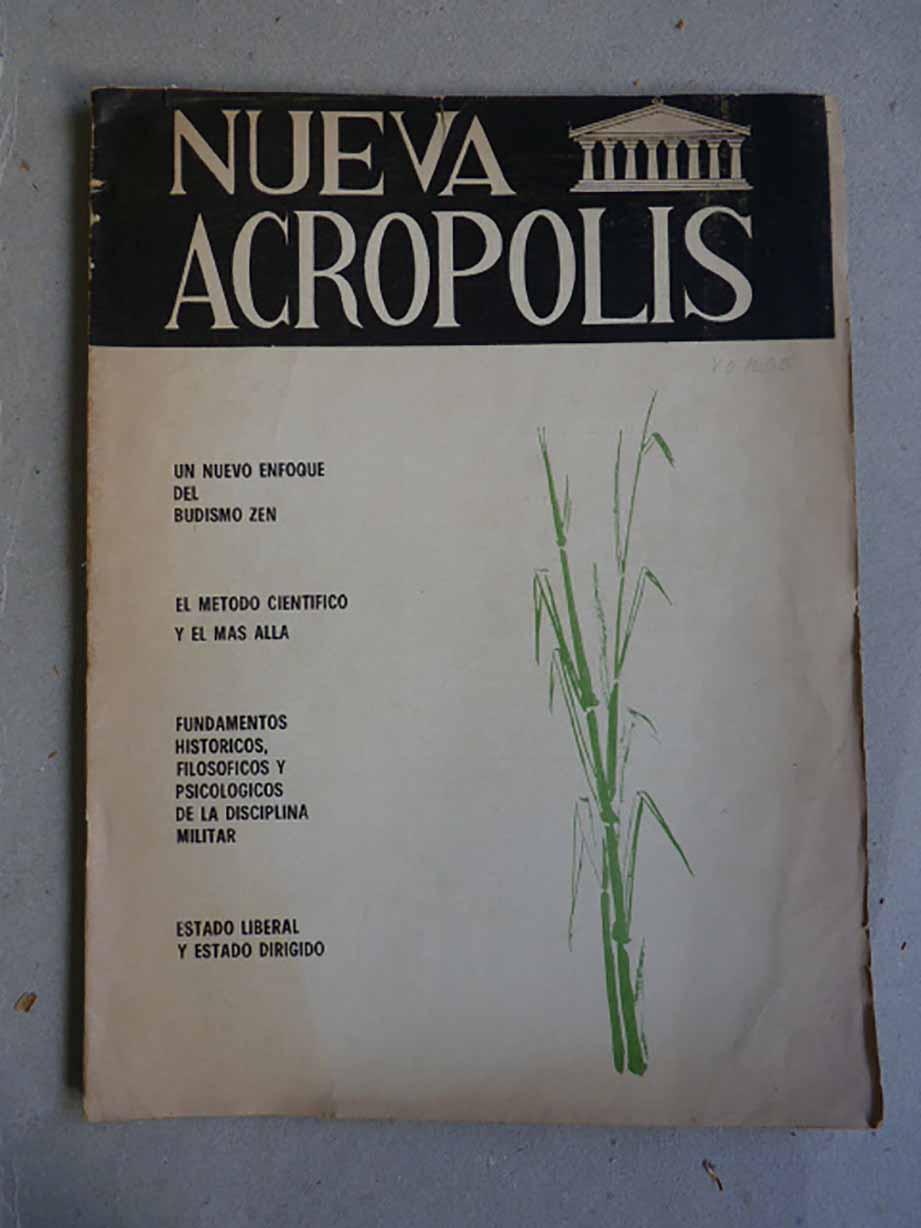 NUEVA
ACROPOLIS
UN NUEVO ENFOQUE
DEL
BUDISMO ZEN
EL METODO CIENTIFICO
Y EL MAS ALLA
FUNDAMENTOS
HISTORICOS,
FILOSOFICOS Y
PSICOLOGICOS
DE LA DISCIPLINA
MILITAR
ESTADO LIBERAL
Y ESTADO DIRIGIDO